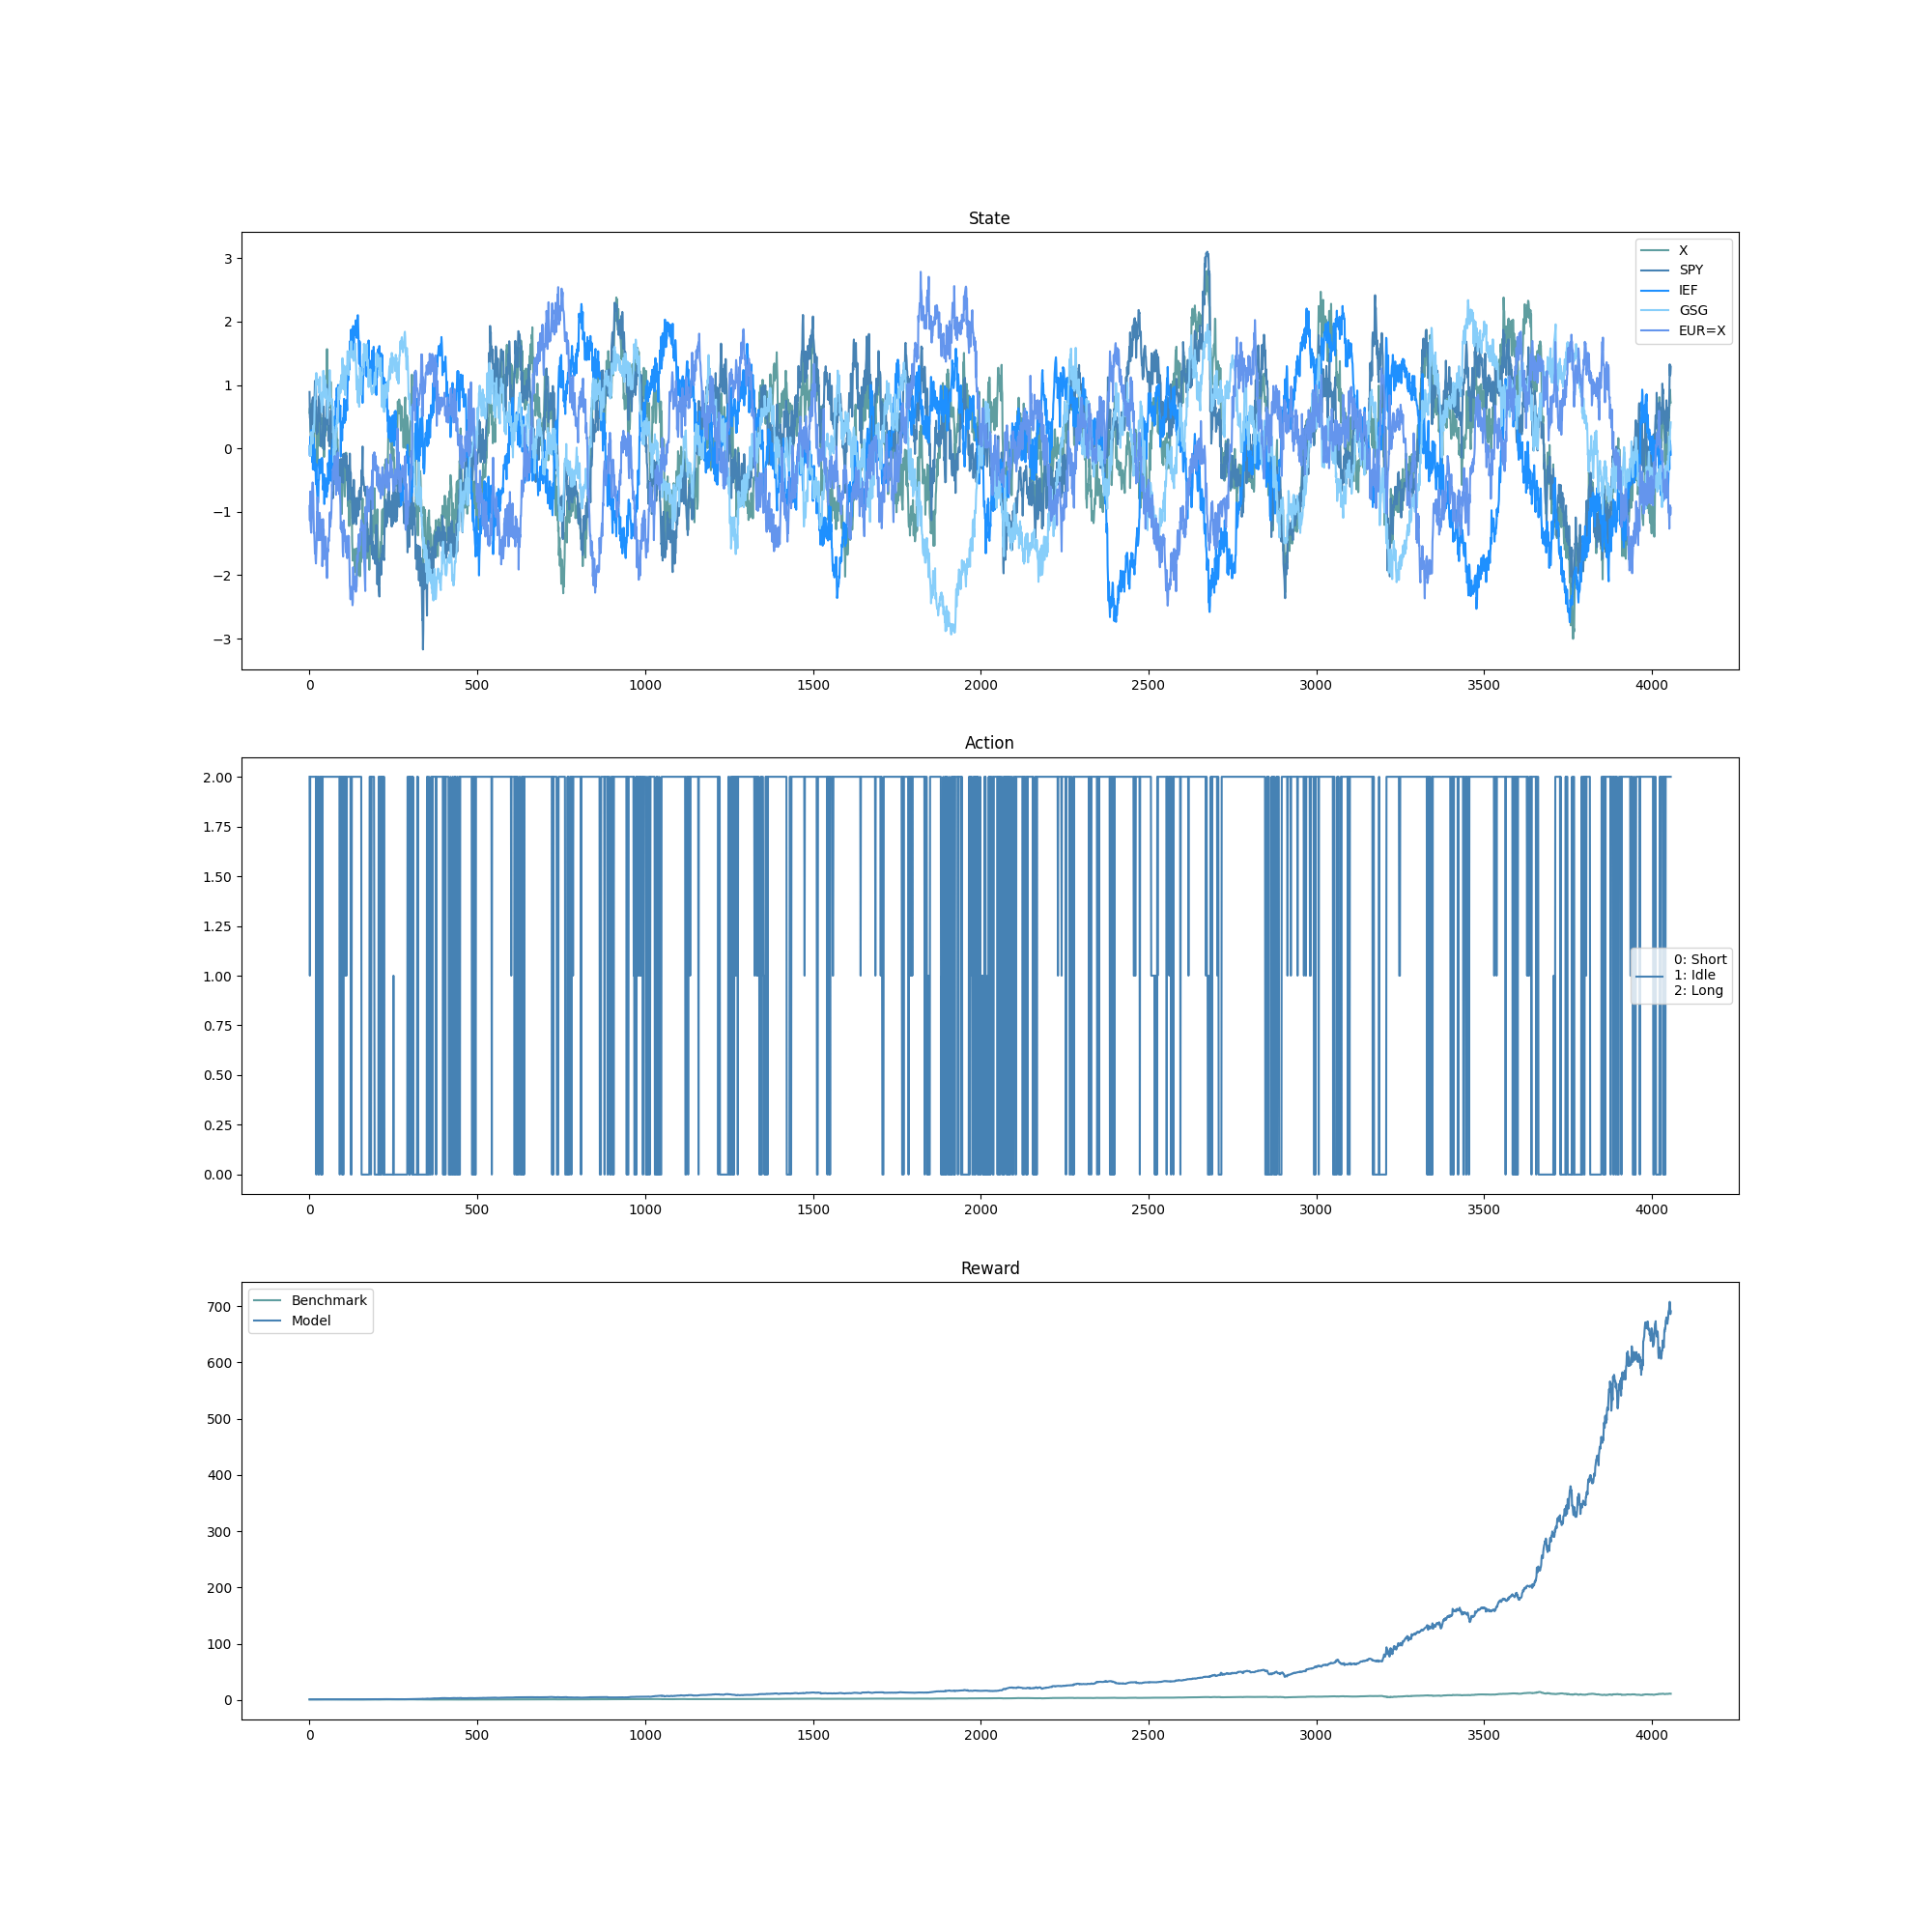 State
3
2
1
0
−1
−2
−3
X
SPY
IEF
GSG
EUR=X
0 500 1000 1500 2000 2500 3000 3500 4000
Action
2.00
1.75
1.50
1.25
1.00
0.75
0.50
0.25
0.00
0: Short
1: Idle
2: Long
0 500 1000 1500 2000 2500 3000 3500 4000
Reward
Benchmark
Model
700
600
500
400
300
200
100
0
0 500 1000 1500 2000 2500 3000 3500 4000